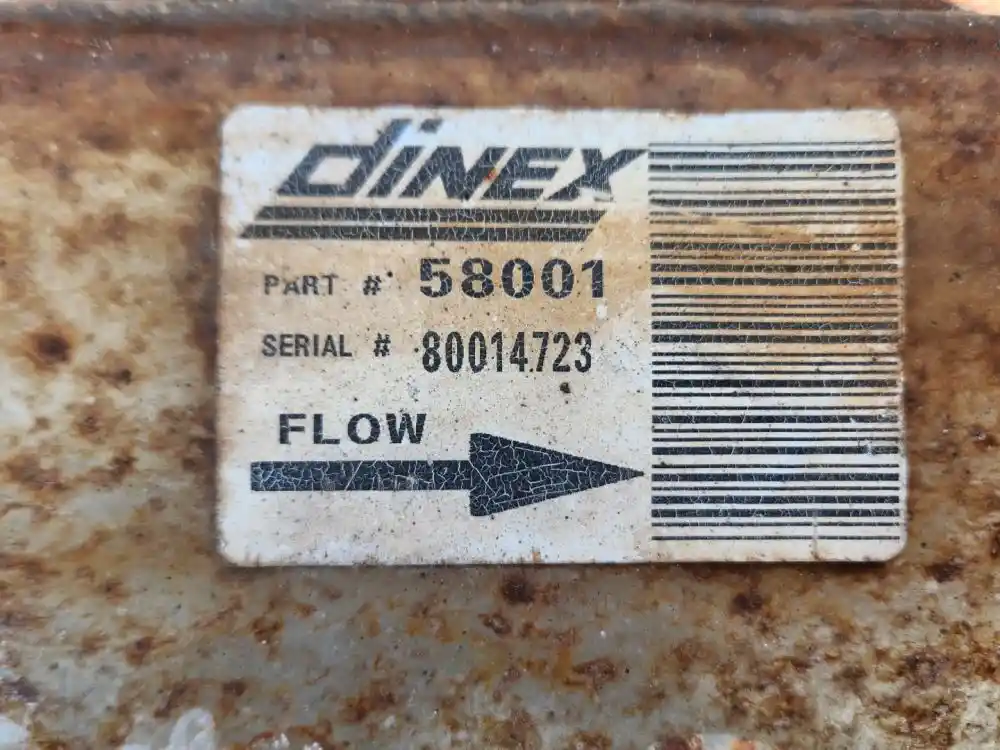 dinex
PART # 58001
SERIAL # 80014723
FLOW